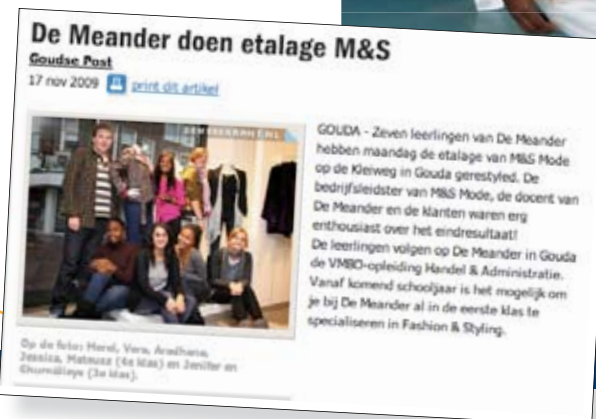 De Meander doen etalage M&S
Goudse Post
17 nov 2009 print dit artikel
GOUDA - Zeven leerlingen van De Meander
hebben maandag de etalage van M&S Mode
op de Kleiweg in Gouda gerestyled. De
bedrijfsleidster van M&S Mode, de docent van
De Meander en de klanten waren erg
enthousiast over het eindresultaat!
De leerlingen volgen op De Meander in Gouda
de VMBO-opleiding Handel & Administratie.
Vanaf komend schooljaar is het mogelijk om
je bij De Meander al in de eerste klas te
specialiseren in Fashion & Styling.
Op de foto: Merel, Vera, Aradhana,
Jessica, Mateusz (4e klas) en Jenifer en
(3e klas).